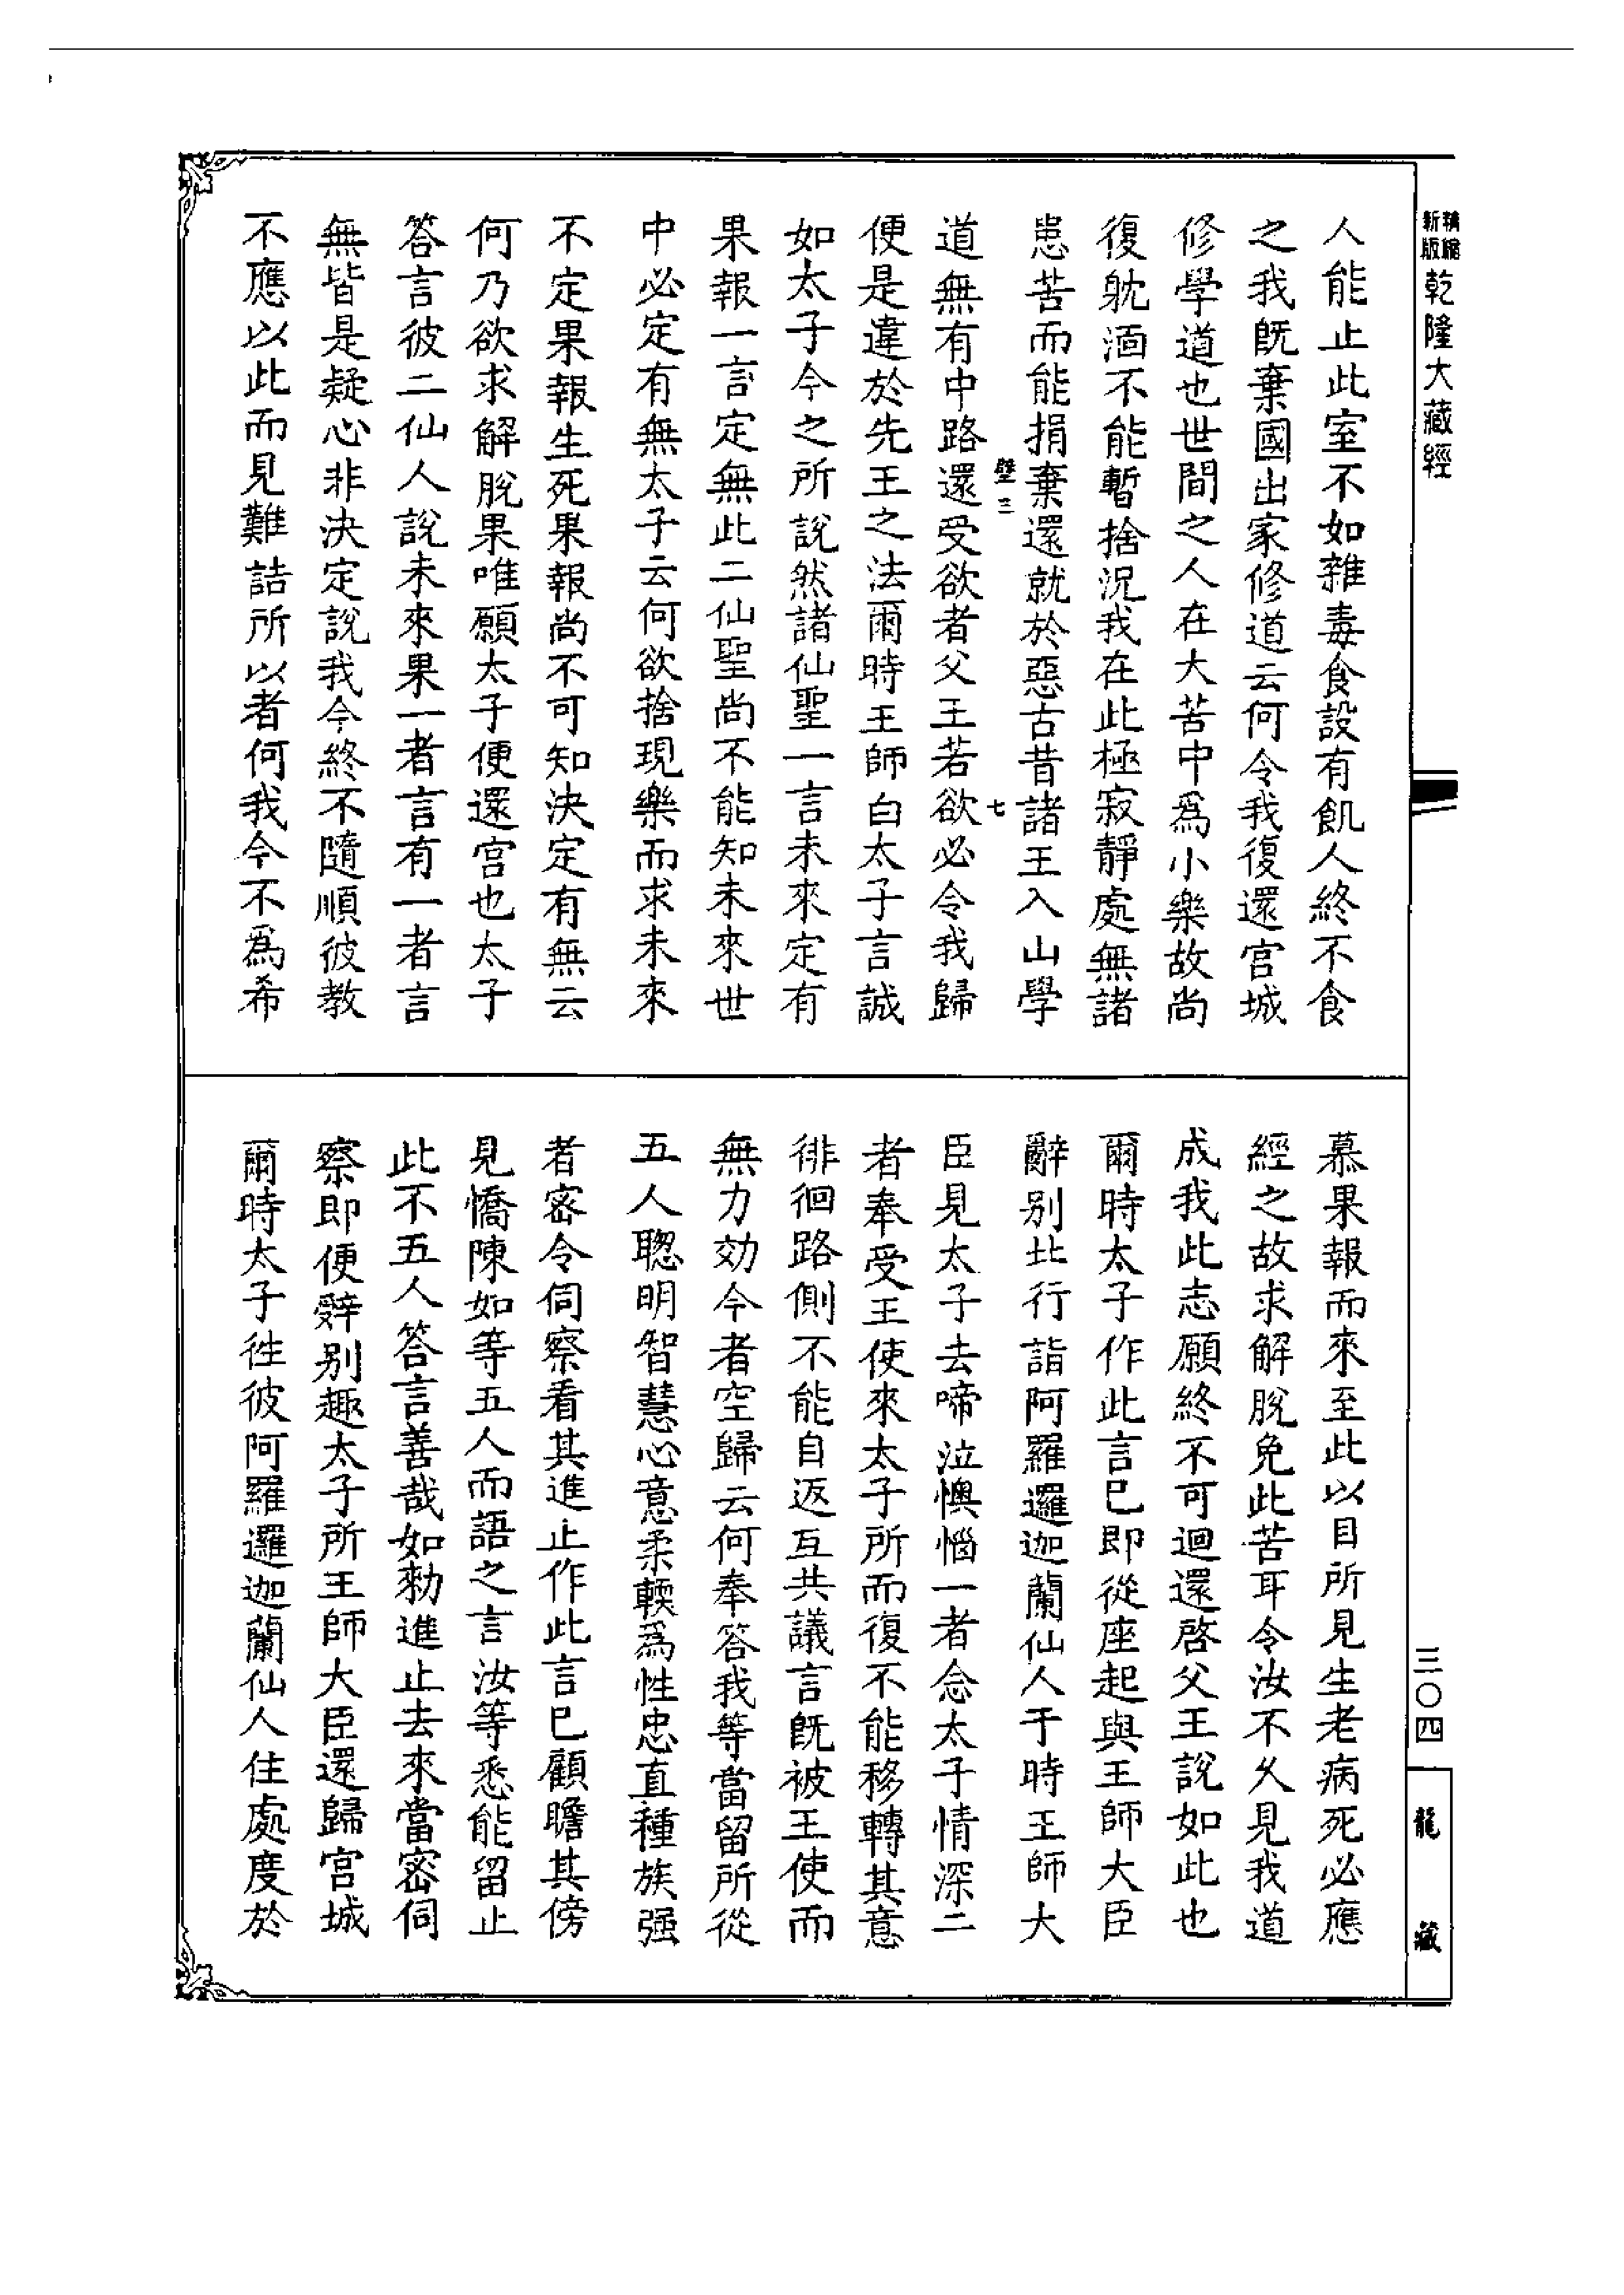 精縮新版乾隆大藏經
人能止此室不如雜毒食設有飢人終不食
之我旣棄國出家修道云何令我復還宮城
修學道也世間之人在大苦中爲小樂故尚
復躭湎不能暫捨況我在此極寂靜處無諸
患苦而能捐棄還就於惡古昔諸王入山學
壁三
七
道無有中路還受欲者父王若欲必令我歸
便是違於先王之法爾時王師白太子言誠
如太子今之所說然諸仙聖一言未來定有
果報一言定無此二仙聖尚不能知未來世
中必定有無太子云何欲捨現樂而求未來
不定果報生死果報尚不可知決定有無云
何乃欲求解脫果唯願太子便還宮也太子
答言彼二仙人說未來果一者言有一者言
無皆是疑心非決定說我今終不隨順彼教
不應以此而見難詰所以者何我今不爲希
慕果報而來至此以目所見生老病死必應
經之故求解脫免此苦耳令汝不久見我道
成我此志願終不可迴還啓父王說如此也
爾時太子作此言已即從座起與王師大臣
辭别北行詣阿羅邏迦蘭仙人于時王師大
臣見太子去啼泣懊惱一者念太子情深二
者奉受王使來太子所而復不能移轉其意
徘徊路側不能自返互共議言旣被王使而
無力効今者空歸云何奉答我等當留所從
五人聦明智慧心意柔輭爲性忠直種族强
者密令伺察看其進止作此言已顧瞻其傍
見憍陳如等五人而語之言汝等悉能留止
此不五人答言善哉如勑進止去來當密伺
察即便辭别趣太子所王師大臣還歸宮城
爾時太子徃彼阿羅邏迦蘭仙人住處度於
三〇四
龍藏